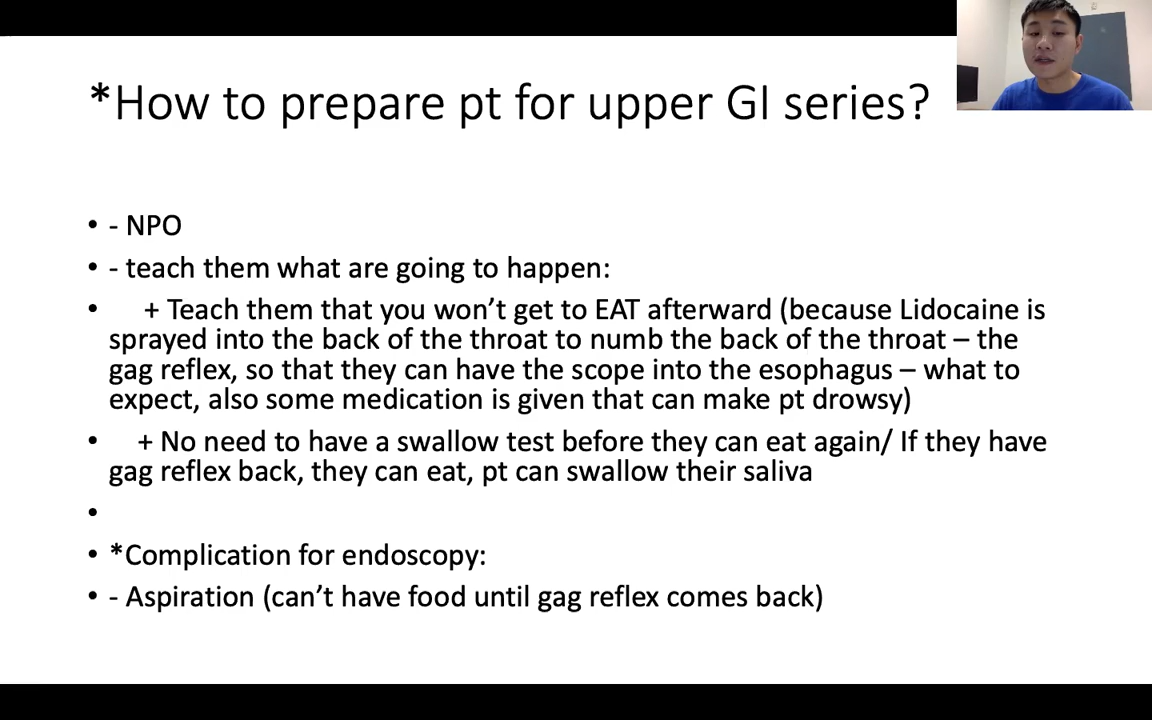 *How to prepare pt for upper GI series?
• - NPO
• - teach them what are going to happen:
• + Teach them that you won’t get to EAT afterward (because Lidocaine is
sprayed into the back of the throat to numb the back of the throat – the
gag reflex, so that they can have the scope into the esophagus – what to
expect, also some medication is given that can make pt drowsy)
• + No need to have a swallow test before they can eat again/ If they have
gag reflex back, they can eat, pt can swallow their saliva
•
• *Complication for endoscopy:
• - Aspiration (can’t have food until gag reflex comes back)